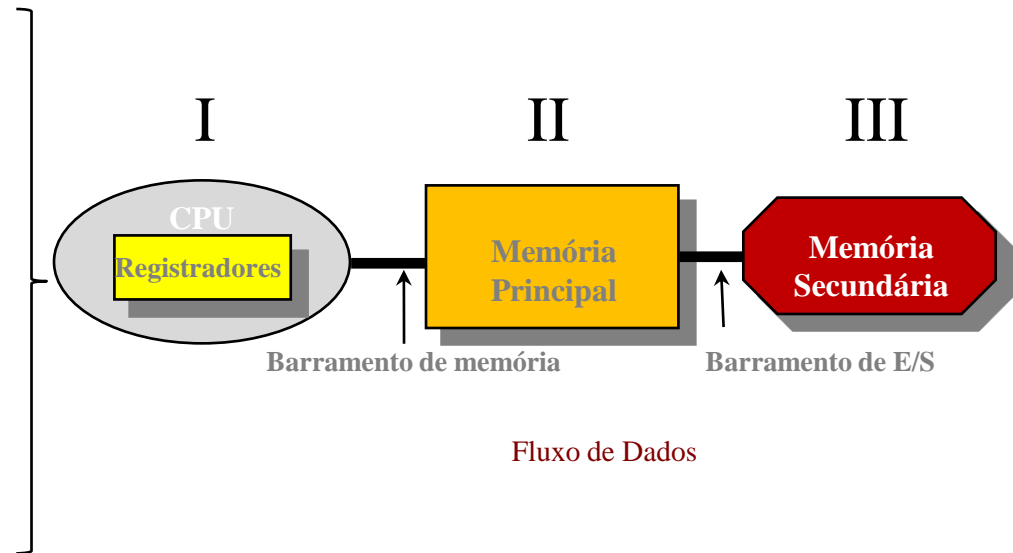 I
II
III
CPU
Registradores
Memória
Principal
Memória
Secundária
Barramento de memória
Barramento de E/S
Fluxo de Dados